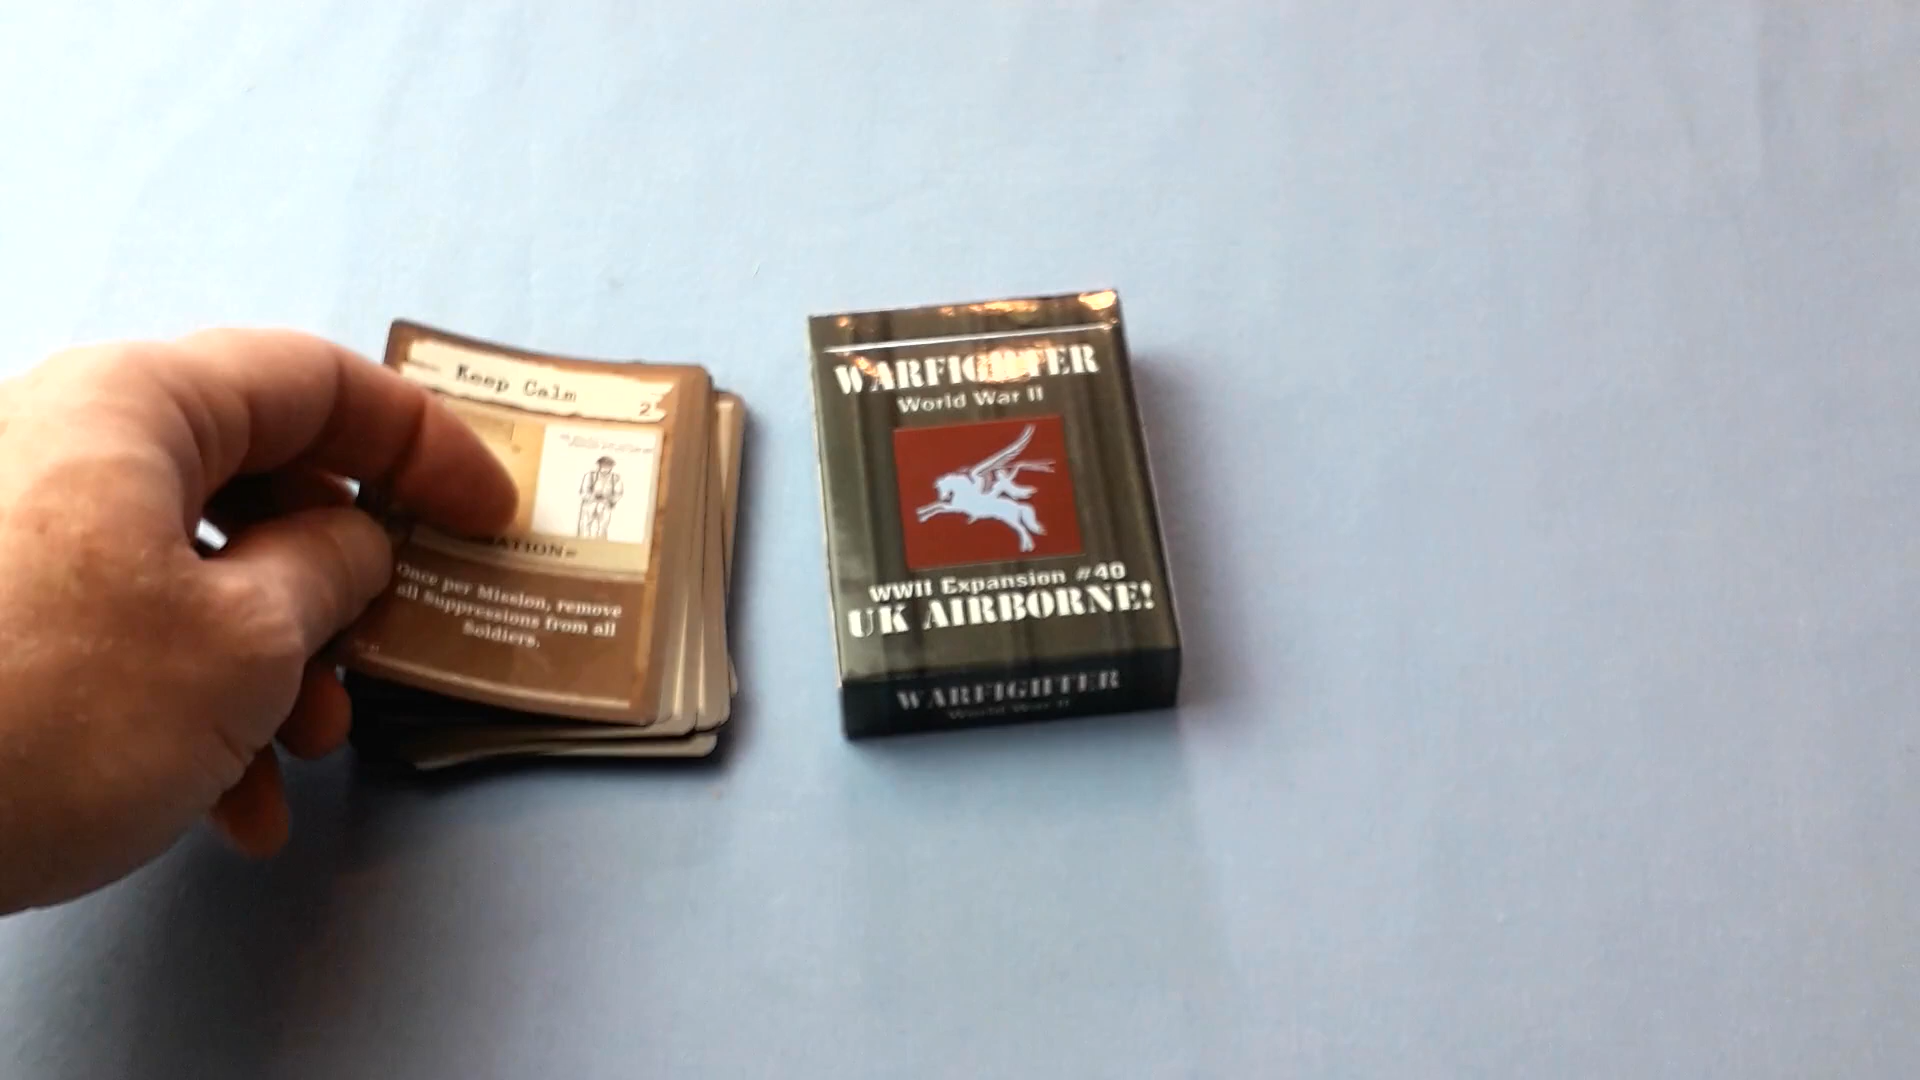 Keep Calm
2
Once per Mission, remove
all Suppressions from all
Soldiers.
WARFIGHTER
World War II
WWII Expansion #40
UK AIRBORNE!
WARFIGHTER
World War II